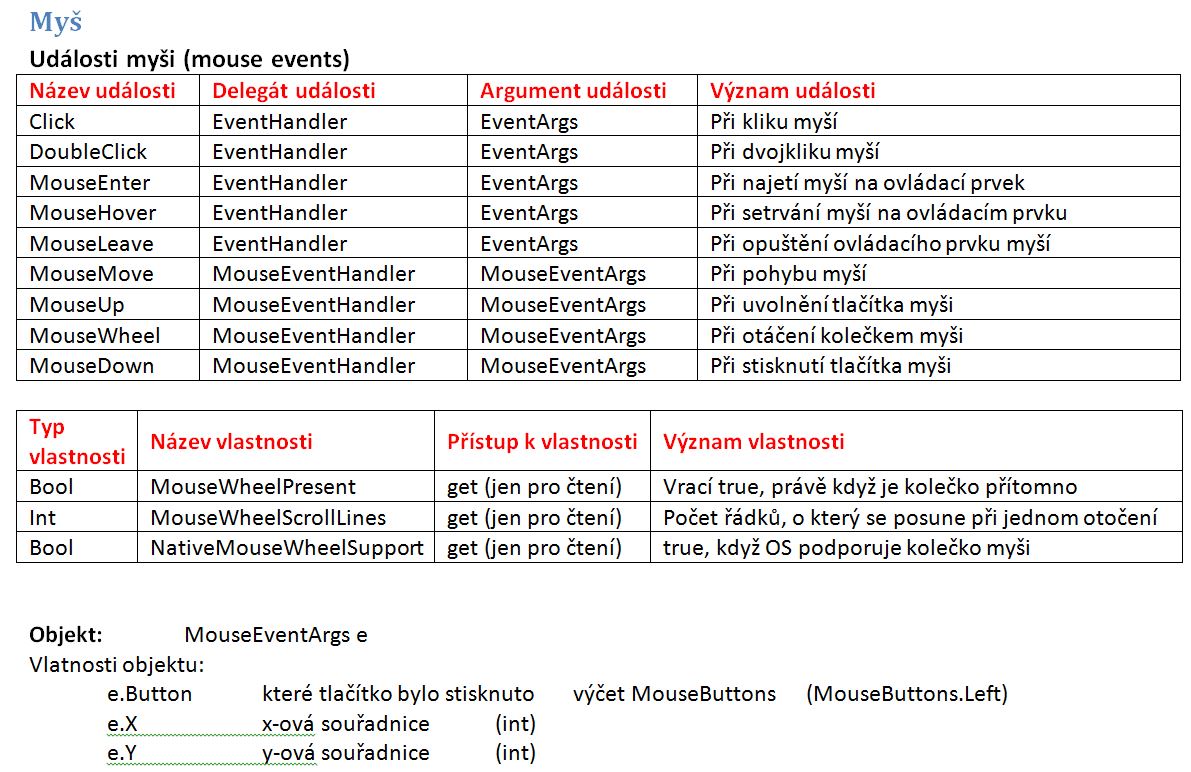 Myš
Události myši (mouse events)
Název události Delegát události Argument události Význam události
Click EventHandler EventArgs Při kliku myší
DoubleClick EventHandler EventArgs Při dvojkliku myší
MouseEnter EventHandler EventArgs Při najetí myší na ovládací prvek
MouseHover EventHandler EventArgs Při setrvání myší na ovládacím prvku
MouseLeave EventHandler EventArgs Při opuštění ovládacího prvku myší
MouseMove MouseEventHandler MouseEventArgs Při pohybu myší
MouseUp MouseEventHandler MouseEventArgs Při uvolnění tlačítka myši
MouseWheel MouseEventHandler MouseEventArgs Při otáčení kolečkem myši
MouseDown MouseEventHandler MouseEventArgs Při stisknutí tlačítka myši
Typ
vlastnosti Název vlastnosti Přístup k vlastnosti Význam vlastnosti
Bool MouseWheelPresent get (jen pro čtení) Vrací true, právě když je kolečko přítomno
Int MouseWheelScrollLines get (jen pro čtení) Počet řádků, o který se posune při jednom otočení
Bool NativeMouseWheelSupport get (jen pro čtení) true, když OS podporuje kolečko myši
Objekt: MouseEventArgs e
Vlatnosti objektu:
e.Button které tlačítko bylo stisknuto výčet MouseButtons (MouseButtons.Left)
e.X x-ová souřadnice (int)
e.Y y-ová souřadnice (int)